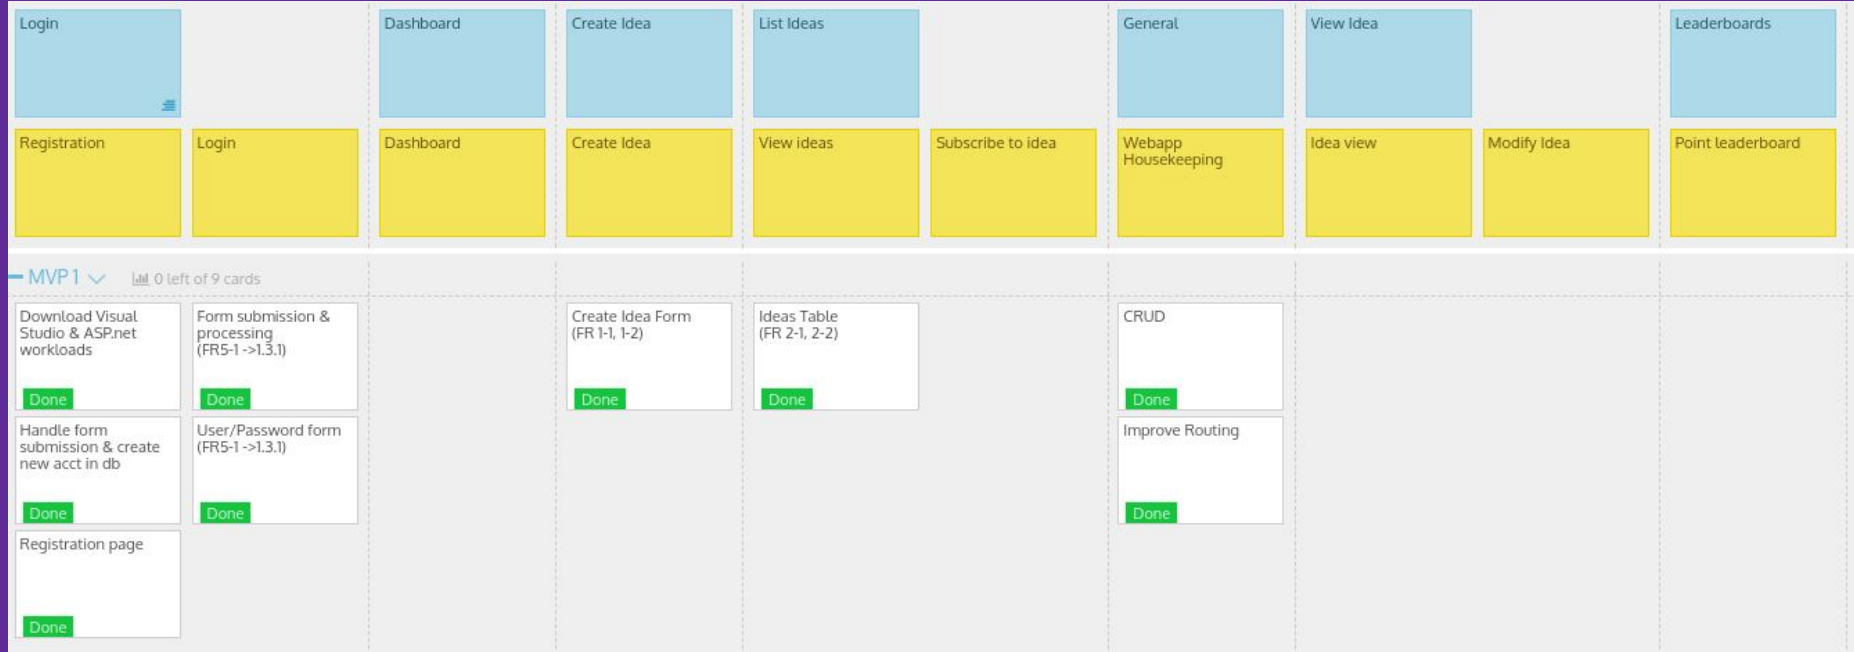 Login
Dashboard
Create Idea
List Ideas
General
View Idea
Leaderboards
Registration
Login
Dashboard
Create Idea
View ideas
Subscribe to idea
Webapp
Housekeeping
Idea view
Modify Idea
Point leaderboard
MVP 1
0 left of 9 cards
Download Visual
Studio & ASP.net
workloads
Done
Form submission &
processing
(FR5-1 ->1.3.1)
Done
Create Idea Form
(FR 1-1, 1-2)
Done
Ideas Table
(FR 2-1, 2-2)
Done
CRUD
Done
Handle form
submission & create
new acct in db
Done
User/Password form
(FR5-1 ->1.3.1)
Done
Improve Routing
Done
Registration page
Done